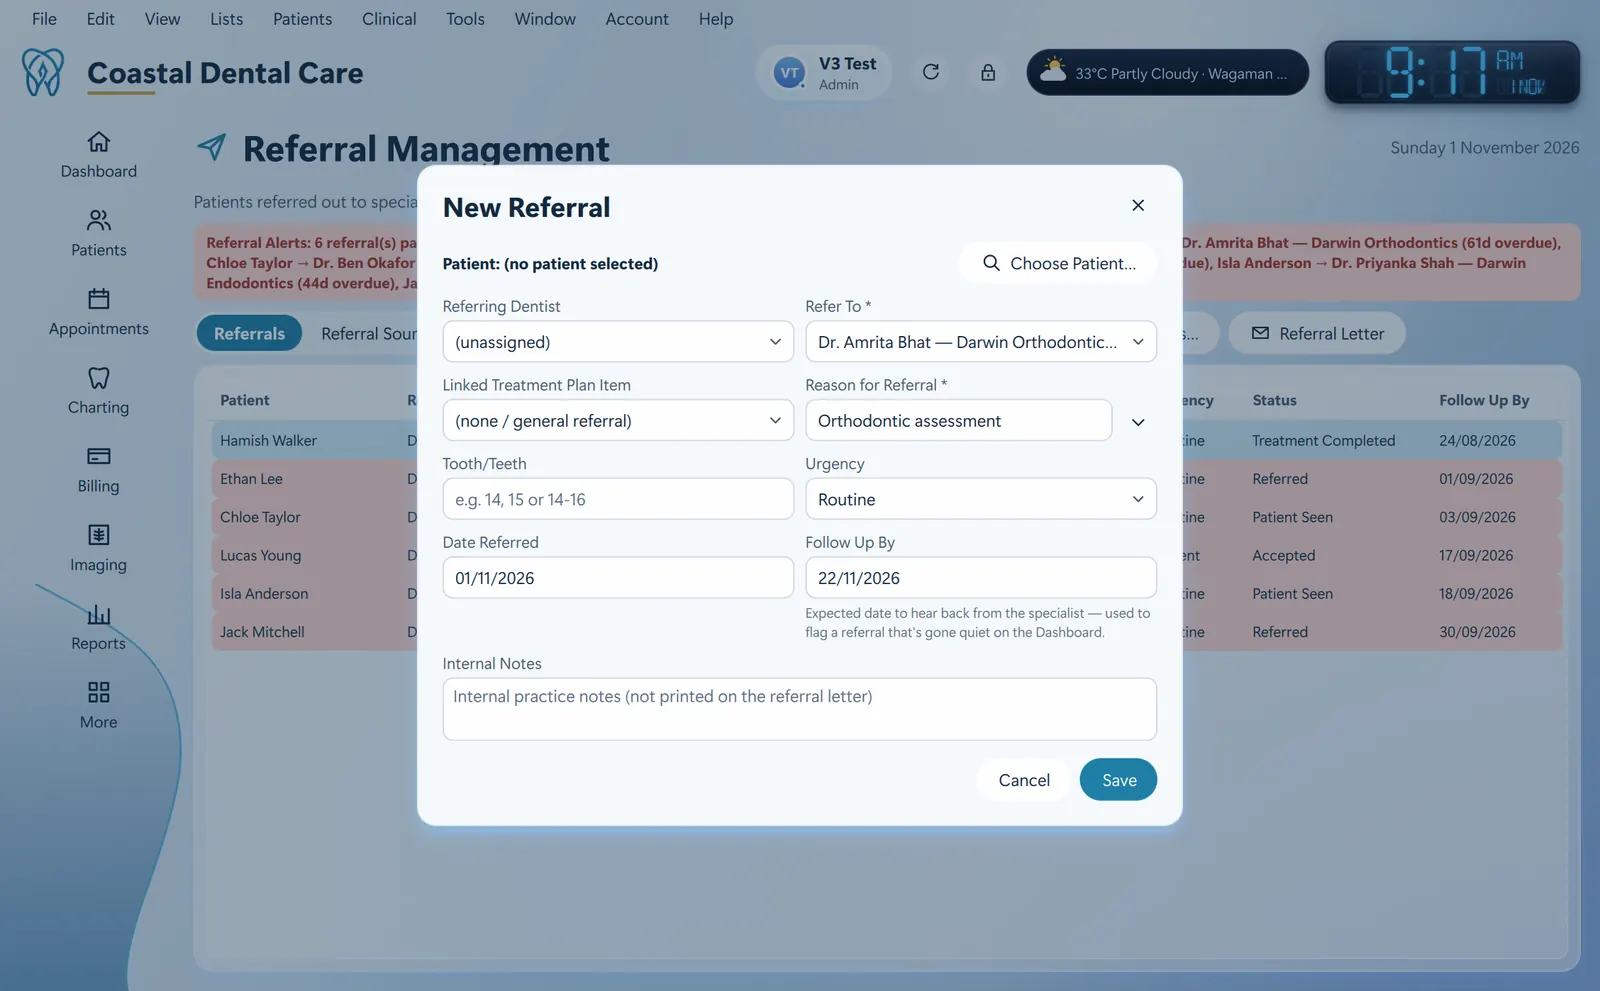 File Edit View Lists Patients Clinical Tools Window Account Help
Coastal Dental Care
VT
V3 Test
Admin
33°C Partly Cloudy · Wagaman ...
9:17 AM
1 NOV
Dashboard
Patients
Appointments
Charting
Billing
Imaging
Reports
More
Referral Management
Sunday 1 November 2026
Patients referred out to specia
Referral Alerts: 6 referral(s) pa
Dr. Amrita Bhat — Darwin Orthodontics (61d overdue),
Chloe Taylor → Dr. Ben Okafor
due), Isla Anderson → Dr. Priyanka Shah — Darwin
Endodontics (44d overdue), Ja
Referrals
Referral Sour
s...
Referral Letter
Patient
R
ency
Status
Follow Up By
Hamish Walker D tine Treatment Completed 24/08/2026
Ethan Lee D tine Referred 01/09/2026
Chloe Taylor D tine Patient Seen 03/09/2026
Lucas Young D ent Accepted 17/09/2026
Isla Anderson D tine Patient Seen 18/09/2026
Jack Mitchell D tine Referred 30/09/2026
New Referral
Patient: (no patient selected)
Choose Patient...
Referring Dentist
(unassigned)
Refer To *
Dr. Amrita Bhat — Darwin Orthodontic...
Linked Treatment Plan Item
(none / general referral)
Reason for Referral *
Orthodontic assessment
Tooth/Teeth
e.g. 14, 15 or 14-16
Urgency
Routine
Date Referred
01/11/2026
Follow Up By
22/11/2026
Expected date to hear back from the specialist — used to
flag a referral that's gone quiet on the Dashboard.
Internal Notes
Internal practice notes (not printed on the referral letter)
Cancel
Save